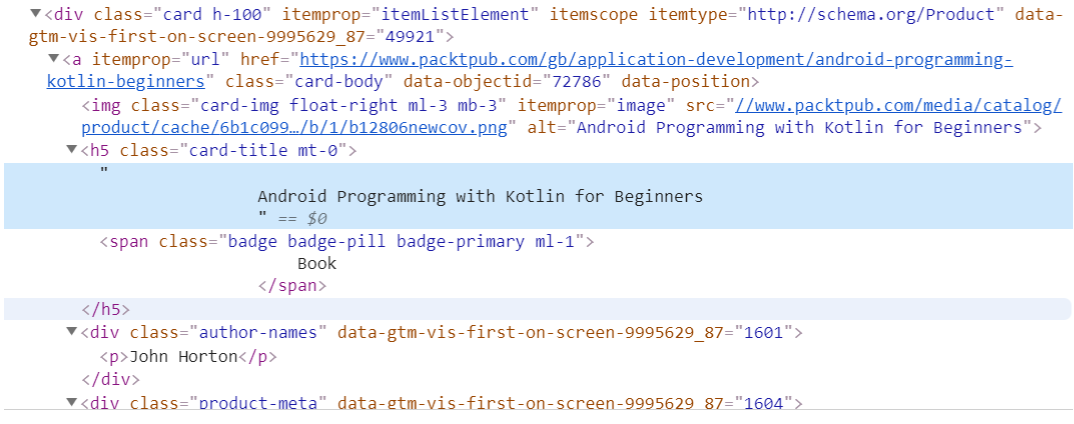 ▼<div class="card h-100" itemprop="itemListElement" itemscope itemtype="http://schema.org/Product" data-
gtm-vis-first-on-screen-9995629_87="49921">
▼<a itemprop="url" href="https://www.packtpub.com/gb/application-development/android-programming-
kotlin-beginners" class="card-body" data-objectid="72786" data-position>
<img class="card-img float-right ml-3 mb-3" itemprop="image" src="//www.packtpub.com/media/catalog/
product/cache/6b1c099…/b/1/b12806newcov.png" alt="Android Programming with Kotlin for Beginners">
▼<h5 class="card-title mt-0">
"
Android Programming with Kotlin for Beginners
" == $0
<span class="badge badge-pill badge-primary ml-1">
Book
</span>
</h5>
▼<div class="author-names" data-gtm-vis-first-on-screen-9995629_87="1601">
<p>John Horton</p>
</div>
▼<div class="product-meta" data-gtm-vis-first-on-screen-9995629_87="1604">